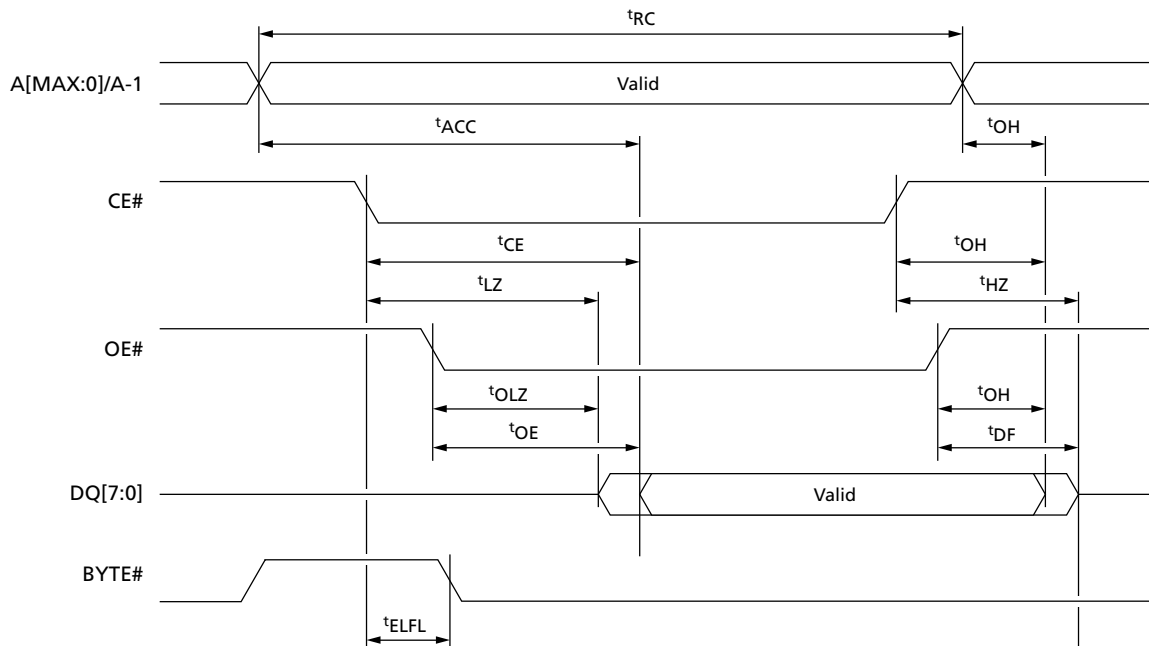 tRC
A[MAX:0]/A-1
Valid
tACC
tOH
CE#
tCE
tOH
tLZ
tHZ
OE#
tOLZ
tOH
tOE
tDF
DQ[7:0]
Valid
BYTE#
tELFL